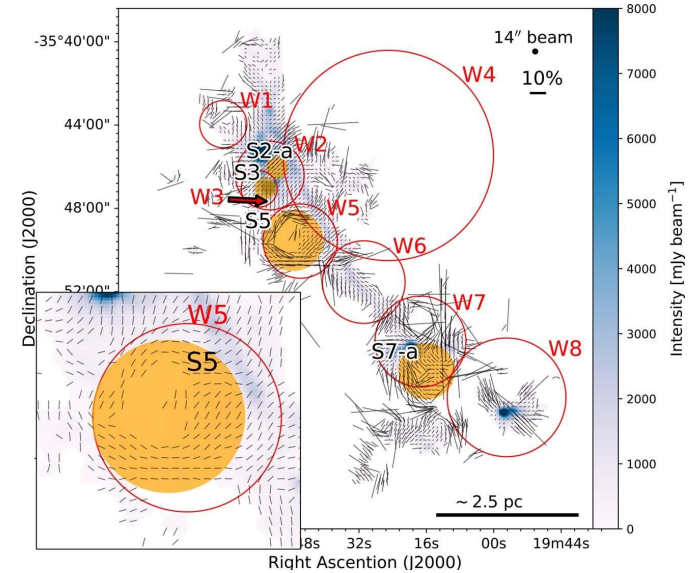 -35°40'00"
44'00"
48'00"
52'00"
Declination (J2000)
14″ beam
10%
W4
W1
S2-a
W2
S3
W3
S5
W5
W6
W7
S7-a
W8
W5
S5
~ 2.5 pc
48s
32s
16s
00s
19m44s
Right Ascension (J2000)
8000
7000
6000
5000
4000
3000
2000
1000
0
Intensity [mJy beam⁻¹]